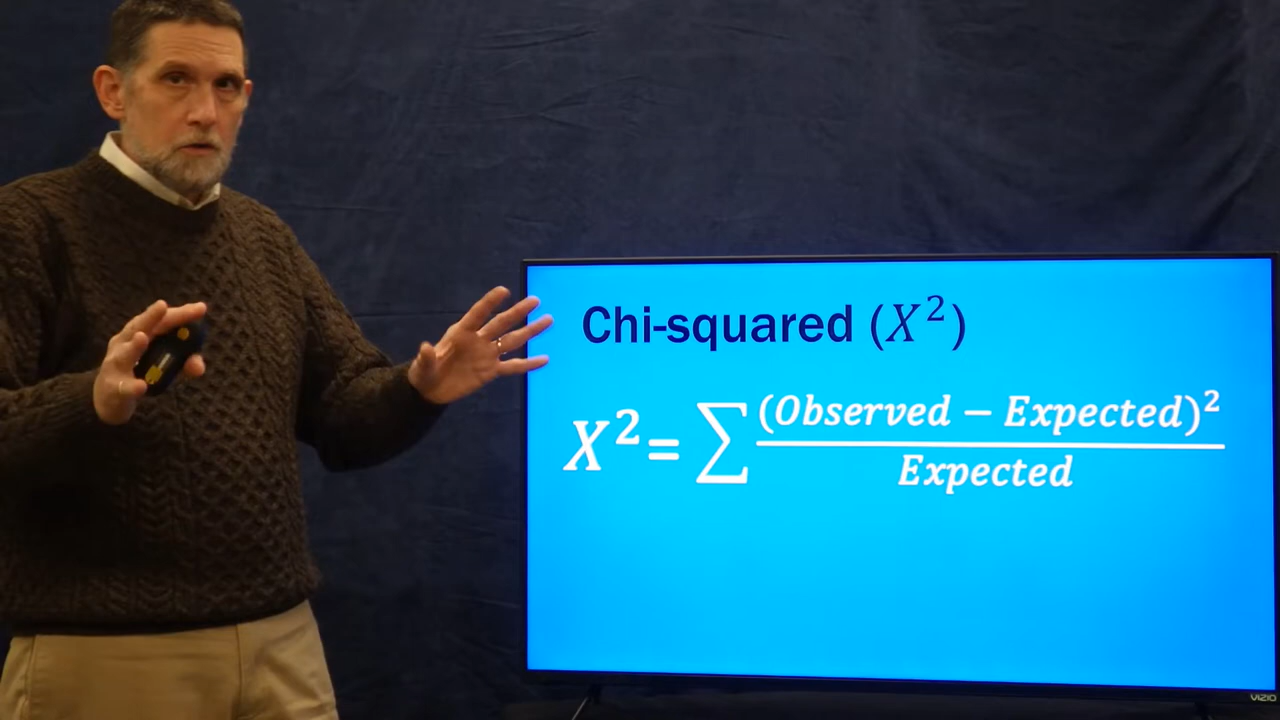 Chi-squared (X²)
X² = ∑ (Observed − Expected)² / Expected
VIZIO